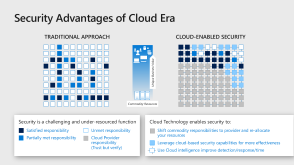 Security Advantages of Cloud Era
TRADITIONAL APPROACH
CLOUD-ENABLED SECURITY
Commodity Resources
Security is a challenging and under resourced function
Satisfied responsibility
Unmet responsibility
Partially met responsibility
Cloud Provider
responsibility
(Trust but verify)
Cloud Technology enables security to:
Shift commodity responsibilities to provider and re-allocate
your resources
Leverage cloud-based security capabilities for more effectiveness
Use Cloud intelligence improve detection/response/time